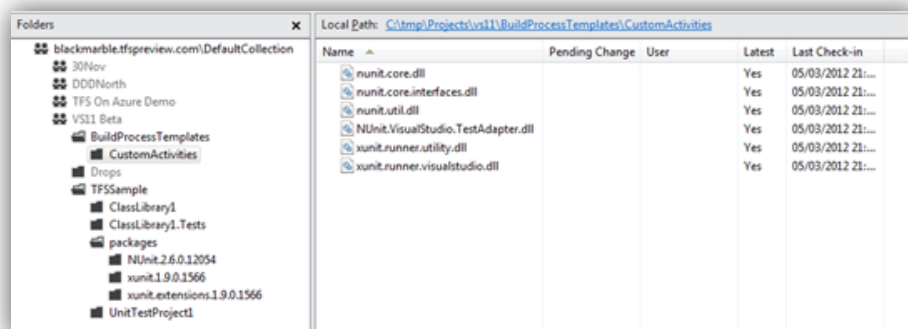 Folders x
blackmarble.tfspreview.com\DefaultCollection
30Nov
DDDNorth
TFS On Azure Demo
VS11 Beta
BuildProcessTemplates
CustomActivities
Drops
TFSSample
ClassLibrary1
ClassLibrary1.Tests
packages
NUnit.2.6.0.12054
xunit.1.9.0.1566
xunit.extensions.1.9.0.1566
UnitTestProject1
Local Path: C:\tmp\Projects\vs11\BuildProcessTemplates\CustomActivities
Name Pending Change User Latest Last Check-in
nunit.core.dll Yes 05/03/2012 21:...
nunit.core.interfaces.dll Yes 05/03/2012 21:...
nunit.util.dll Yes 05/03/2012 21:...
NUnit.VisualStudio.TestAdapter.dll Yes 05/03/2012 21:...
xunit.runner.utility.dll Yes 05/03/2012 21:...
xunit.runner.visualstudio.dll Yes 05/03/2012 21:...